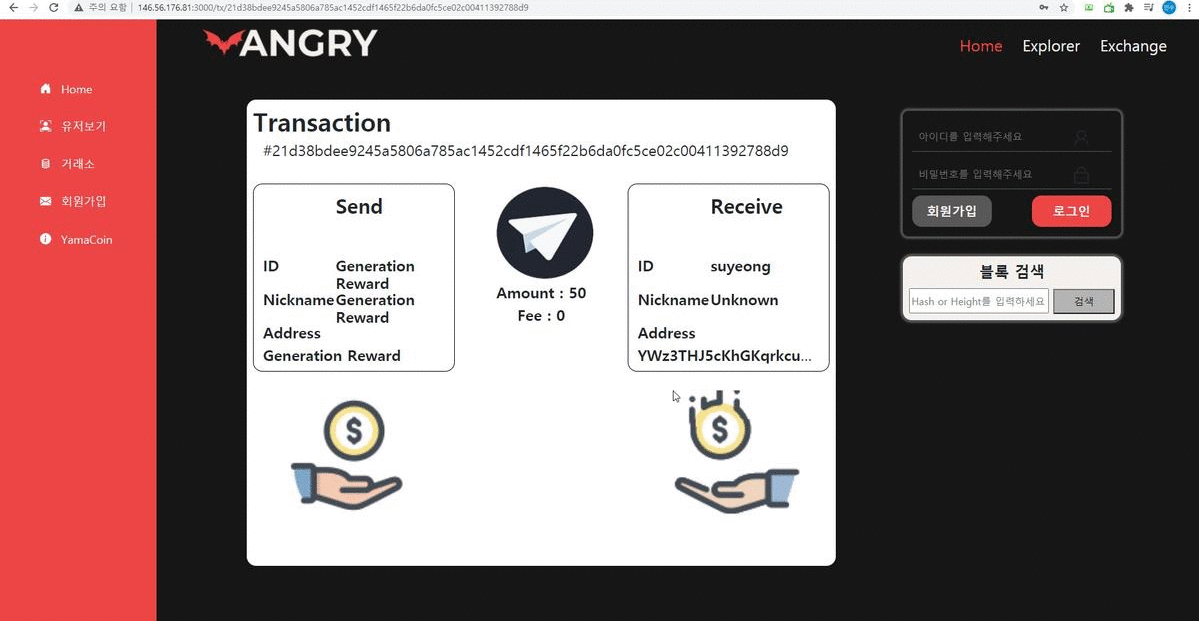 주의 요함
146.56.176.81:3000/tx/21d38bdee9245a5806a785ac1452cdf1465f22b6da0fc5ce02c00411392788d9
ANGRY
Home
Explorer
Exchange
Home
유저보기
거래소
회원가입
YamaCoin
Transaction
#21d38bdee9245a5806a785ac1452cdf1465f22b6da0fc5ce02c00411392788d9
Send
ID
Generation
Reward
Nickname
Generation
Reward
Address
Generation Reward
Amount : 50
Fee : 0
Receive
ID
suyeong
Nickname
Unknown
Address
YWz3THJ5cKhGKqrkcu...
아이디를 입력해주세요
비밀번호를 입력해주세요
회원가입
로그인
블록 검색
Hash or Height를 입력하세요
검색